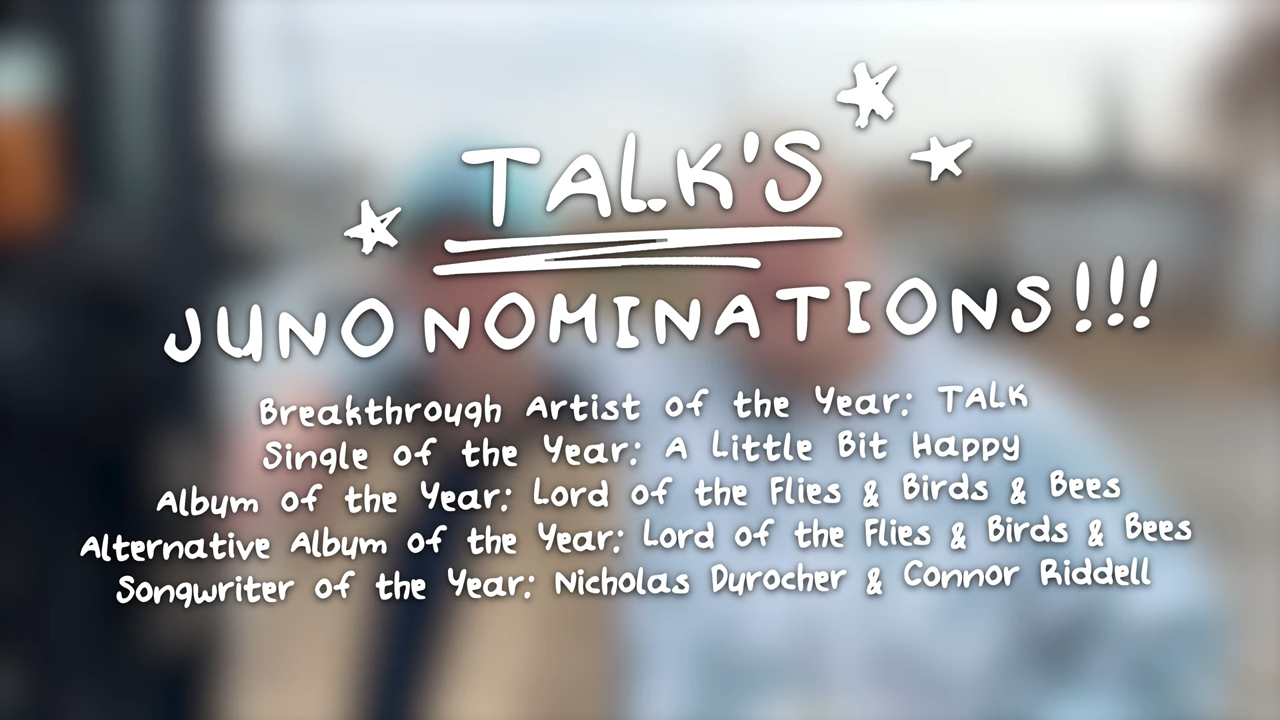 TALK'S
JUNO NOMINATIONS!!!
Breakthrough Artist of the Year: TALK
Single of the Year: A Little Bit Happy
Album of the Year: Lord of the Flies & Birds & Bees
Alternative Album of the Year: Lord of the Flies & Birds & Bees
Songwriter of the Year: Nicholas Durocher & Connor Riddell